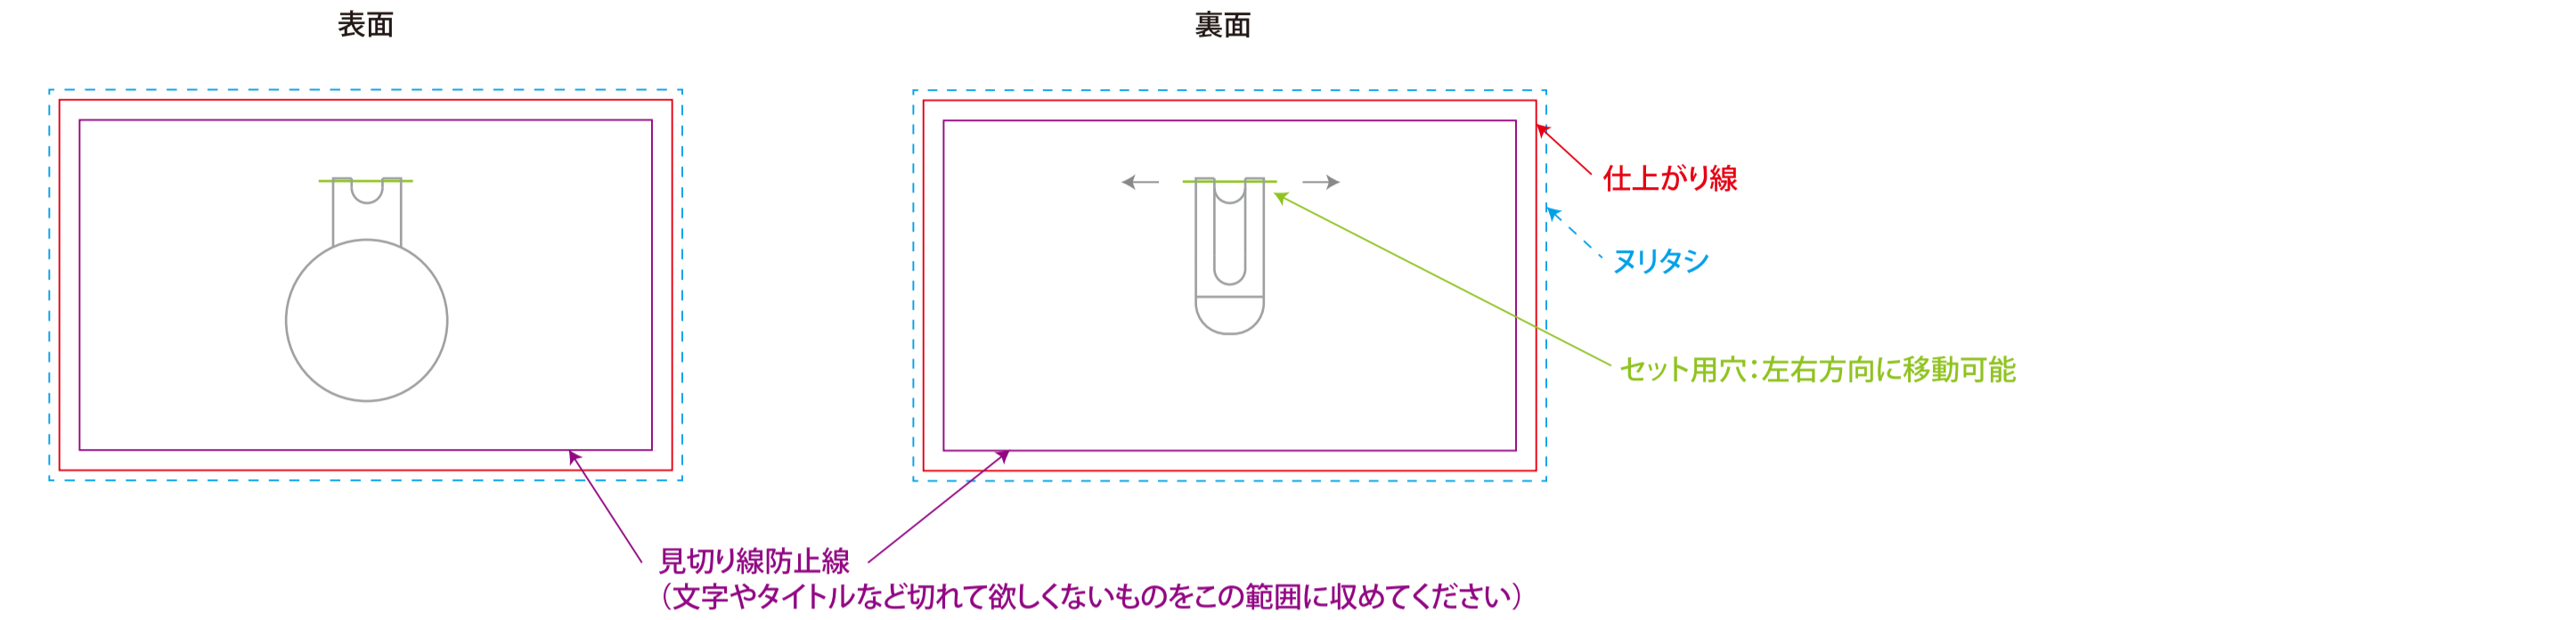 表面
裏面
仕上がり線
ヌリタシ
セット用穴：左右方向に移動可能
見切り線防止線
（文字やタイトルなど切れて欲しくないものをこの範囲に収めてください）